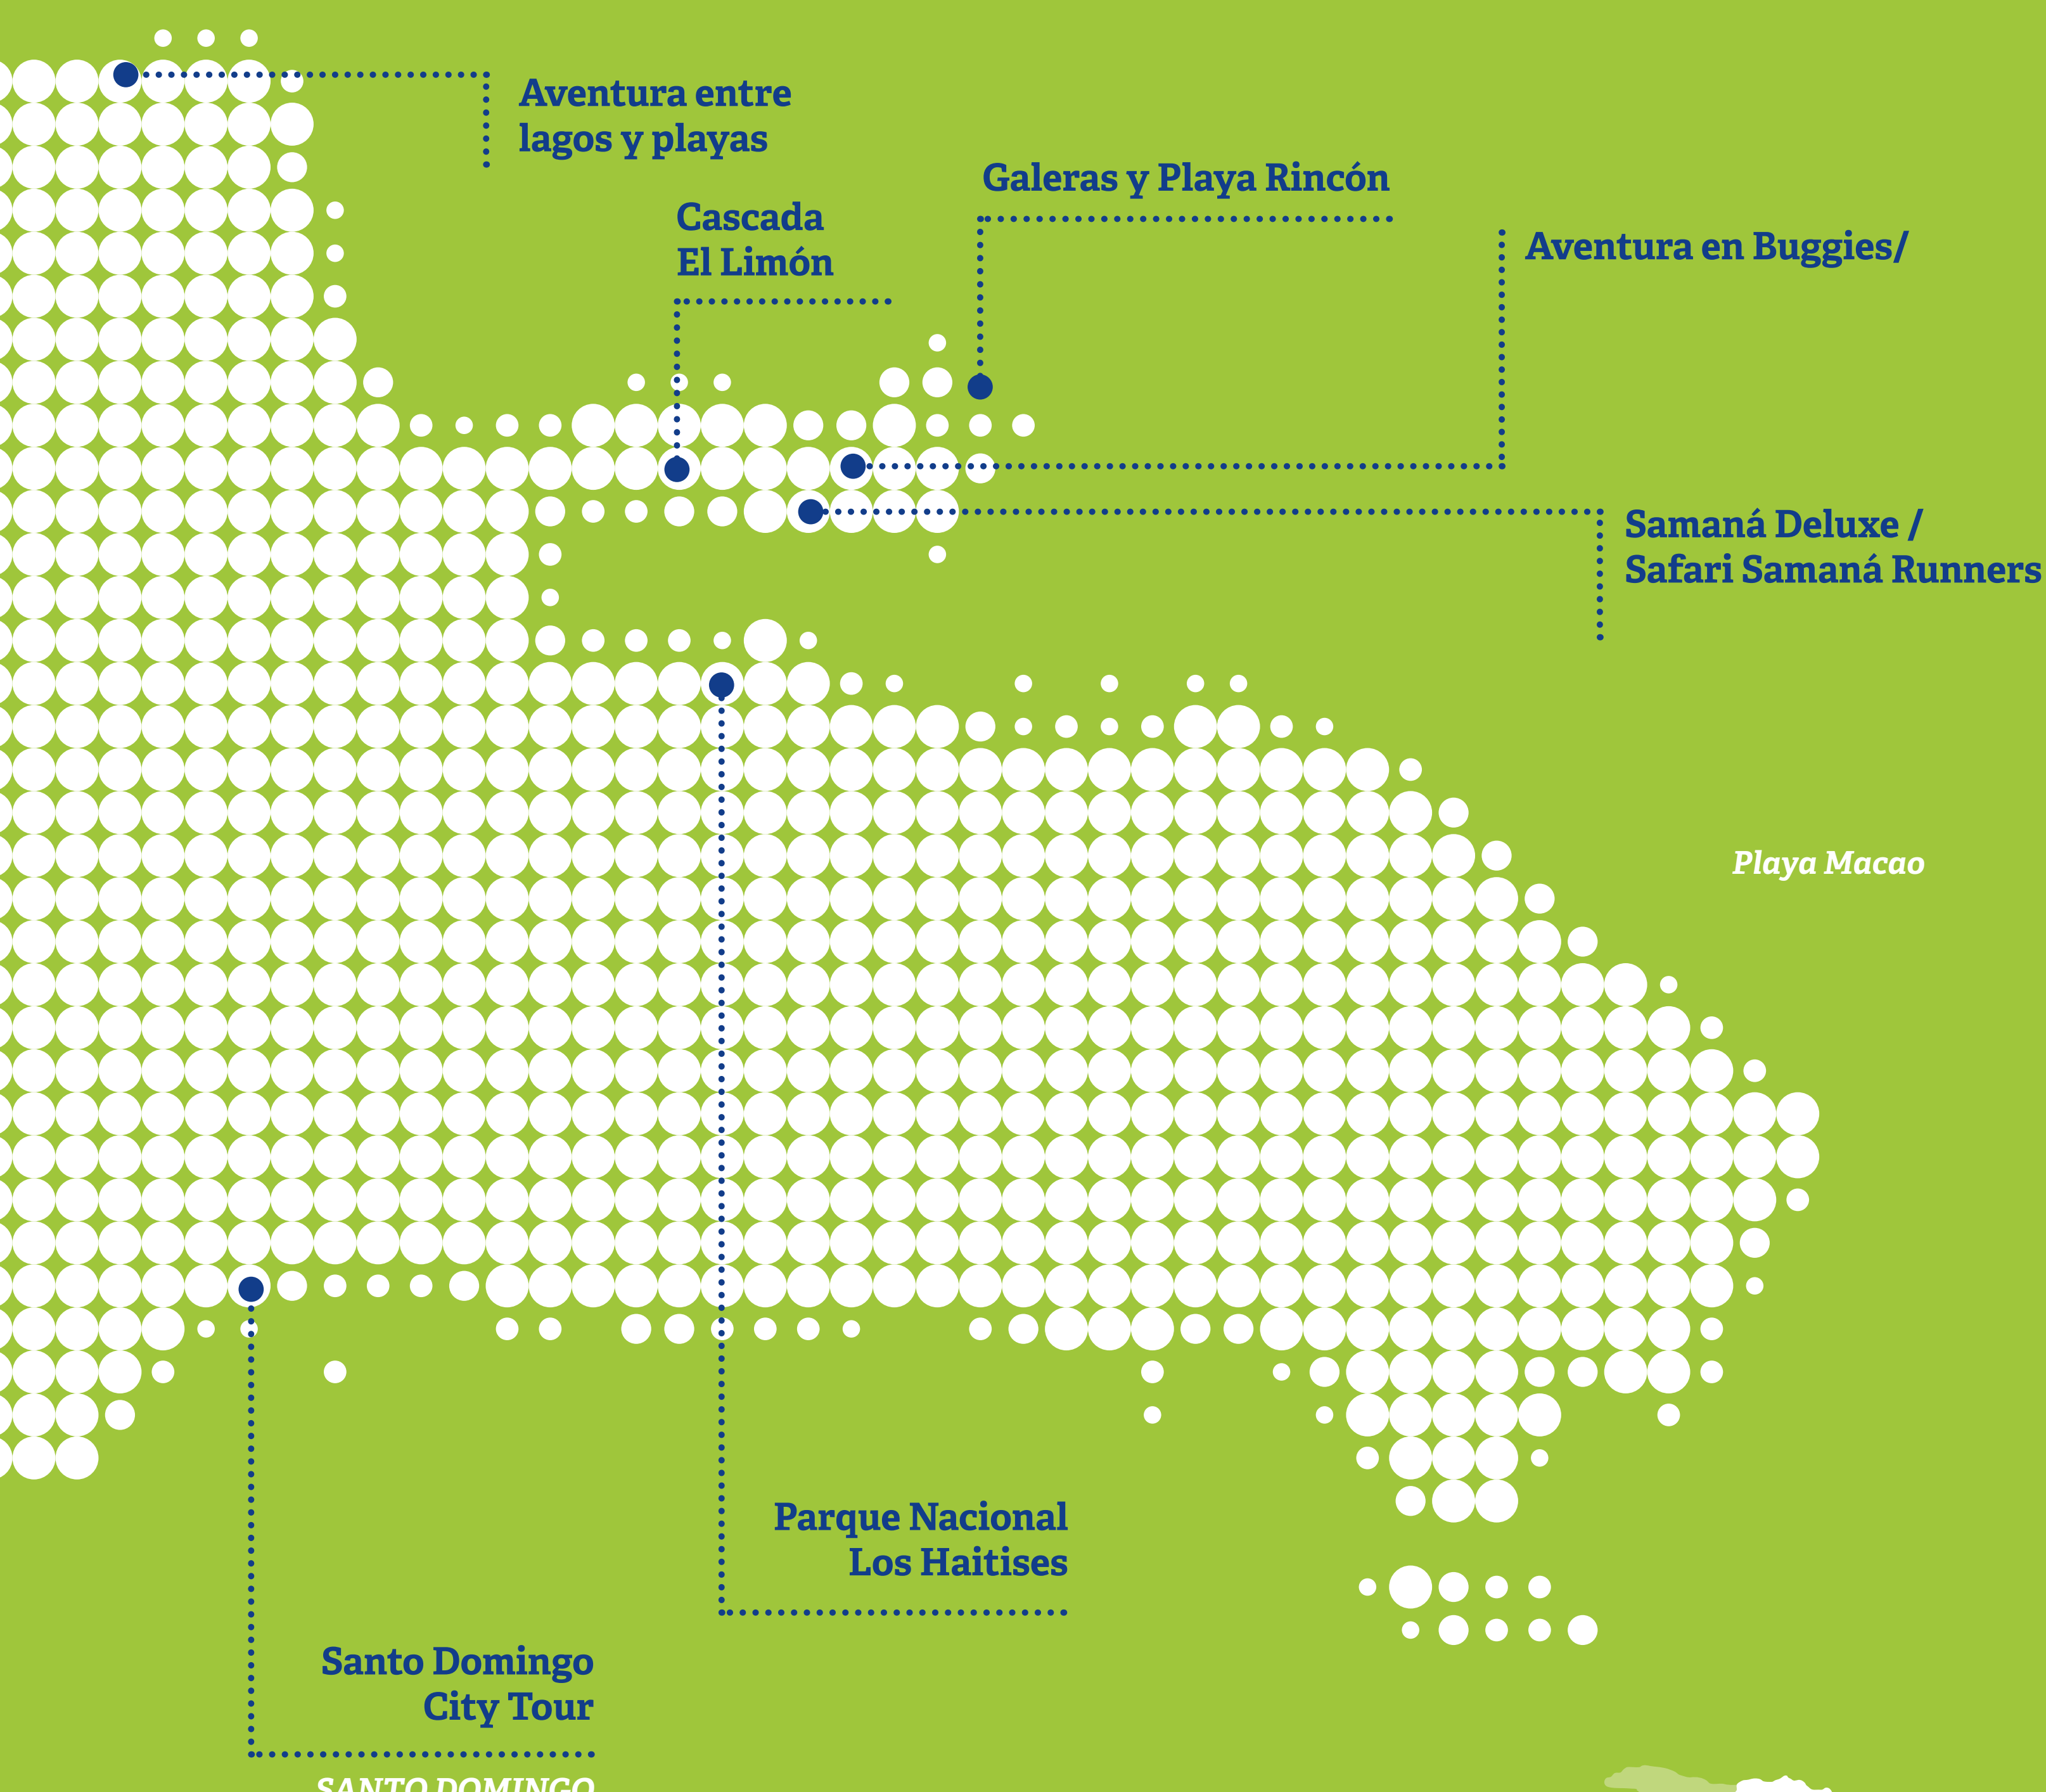 Aventura entre
lagos y playas
Galeras y Playa Rincón
Cascada
El Limón
Aventura en Buggies/
Samaná Deluxe /
Safari Samaná Runners
Playa Macao
Parque Nacional
Los Haitises
Santo Domingo
City Tour
SANTO DOMINGO